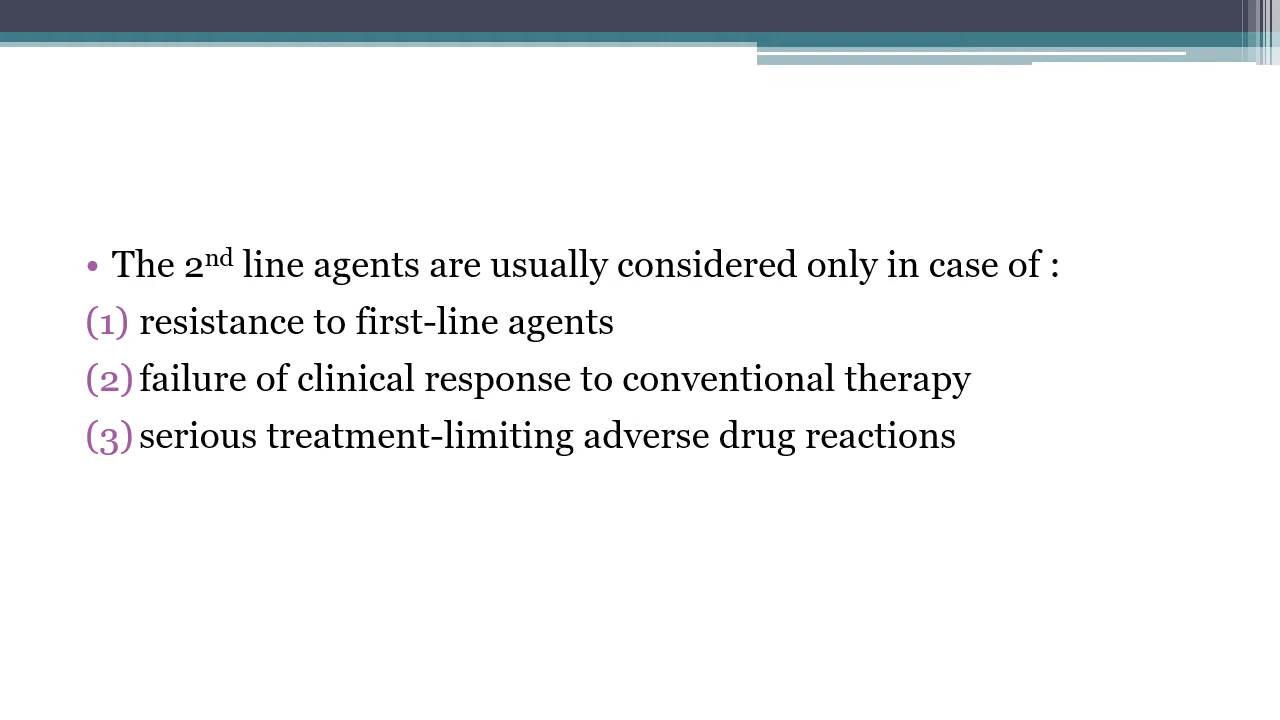 • The 2nd line agents are usually considered only in case of :
(1) resistance to first-line agents
(2) failure of clinical response to conventional therapy
(3) serious treatment-limiting adverse drug reactions